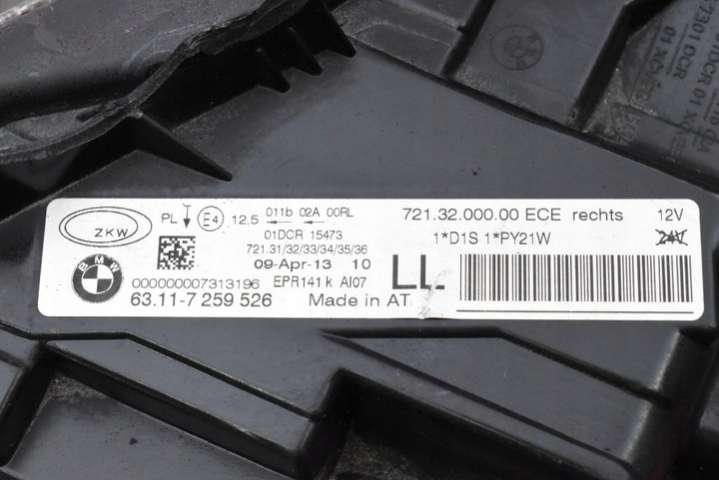 ZKW
PL E4 12.5 011b 02A 00RL
01DCR 15473
721.31/32/33/34/35/36
09-Apr-13 10
EPR141 k AI07
BMW
000000007313196
63.11-7 259 526
Made in AT
LL
721.32.000.00 ECE rechts 12V
1*D1S 1*PY21W 24V